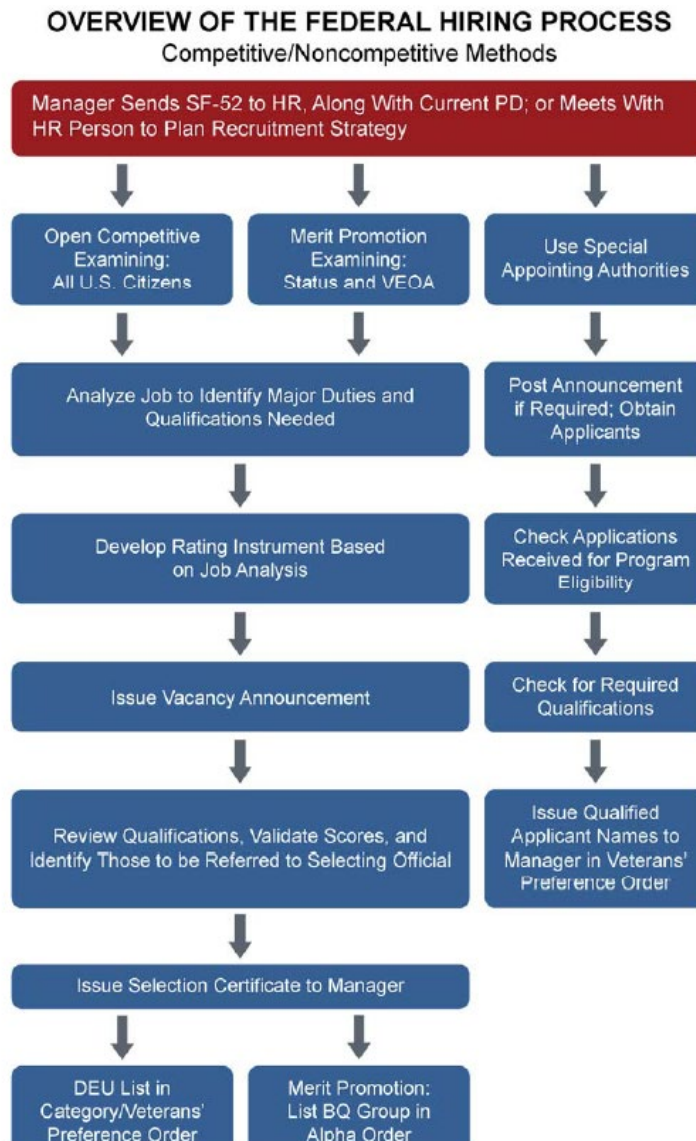 OVERVIEW OF THE FEDERAL HIRING PROCESS
Competitive/Noncompetitive Methods
Manager Sends SF-52 to HR, Along With Current PD; or Meets With
HR Person to Plan Recruitment Strategy
Open Competitive
Examining:
All U.S. Citizens
Merit Promotion
Examining:
Status and VEOA
Use Special
Appointing Authorities
Analyze Job to Identify Major Duties and
Qualifications Needed
Post Announcement
if Required; Obtain
Applicants
Develop Rating Instrument Based
on Job Analysis
Check Applications
Received for Program
Eligibility
Issue Vacancy Announcement
Check for Required
Qualifications
Review Qualifications, Validate Scores, and
Identify Those to be Referred to Selecting Official
Issue Qualified
Applicant Names to
Manager in Veterans'
Preference Order
Issue Selection Certificate to Manager
DEU List in
Category/Veterans'
Preference Order
Merit Promotion:
List BQ Group in
Alpha Order